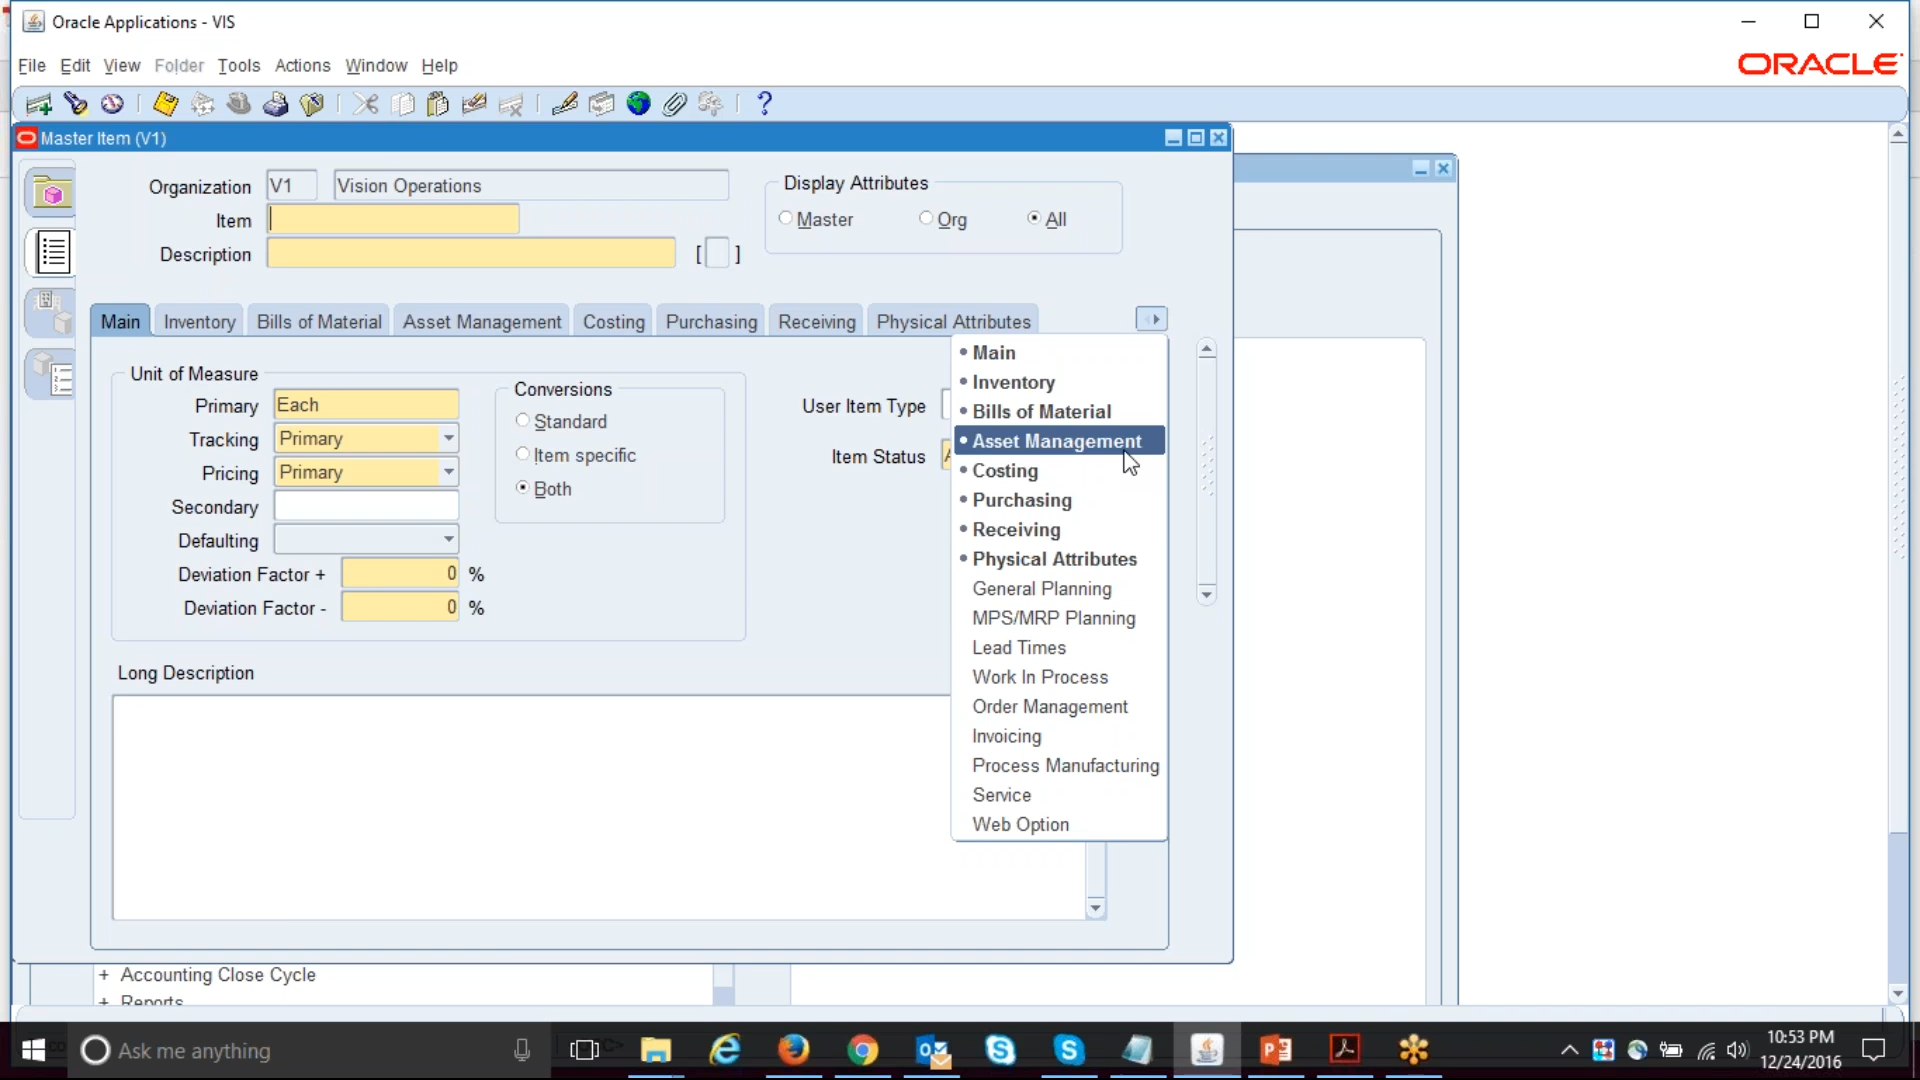 Oracle Applications - VIS
File Edit View Folder Tools Actions Window Help
ORACLE
Master Item (V1)
Organization V1 Vision Operations
Display Attributes
Item
Master Org All
Description [ ]
Main Inventory Bills of Material Asset Management Costing Purchasing Receiving Physical Attributes
Unit of Measure
Primary Each
Tracking Primary
Pricing Primary
Secondary
Defaulting
Deviation Factor + 0 %
Deviation Factor - 0 %
Conversions
Standard
Item specific
Both
User Item Type
Item Status
• Main
• Inventory
• Bills of Material
• Asset Management
• Costing
• Purchasing
• Receiving
• Physical Attributes
General Planning
MPS/MRP Planning
Lead Times
Work In Process
Order Management
Invoicing
Process Manufacturing
Service
Web Option
Long Description
+ Accounting Close Cycle
+ Reports
Ask me anything
10:53 PM
12/24/2016